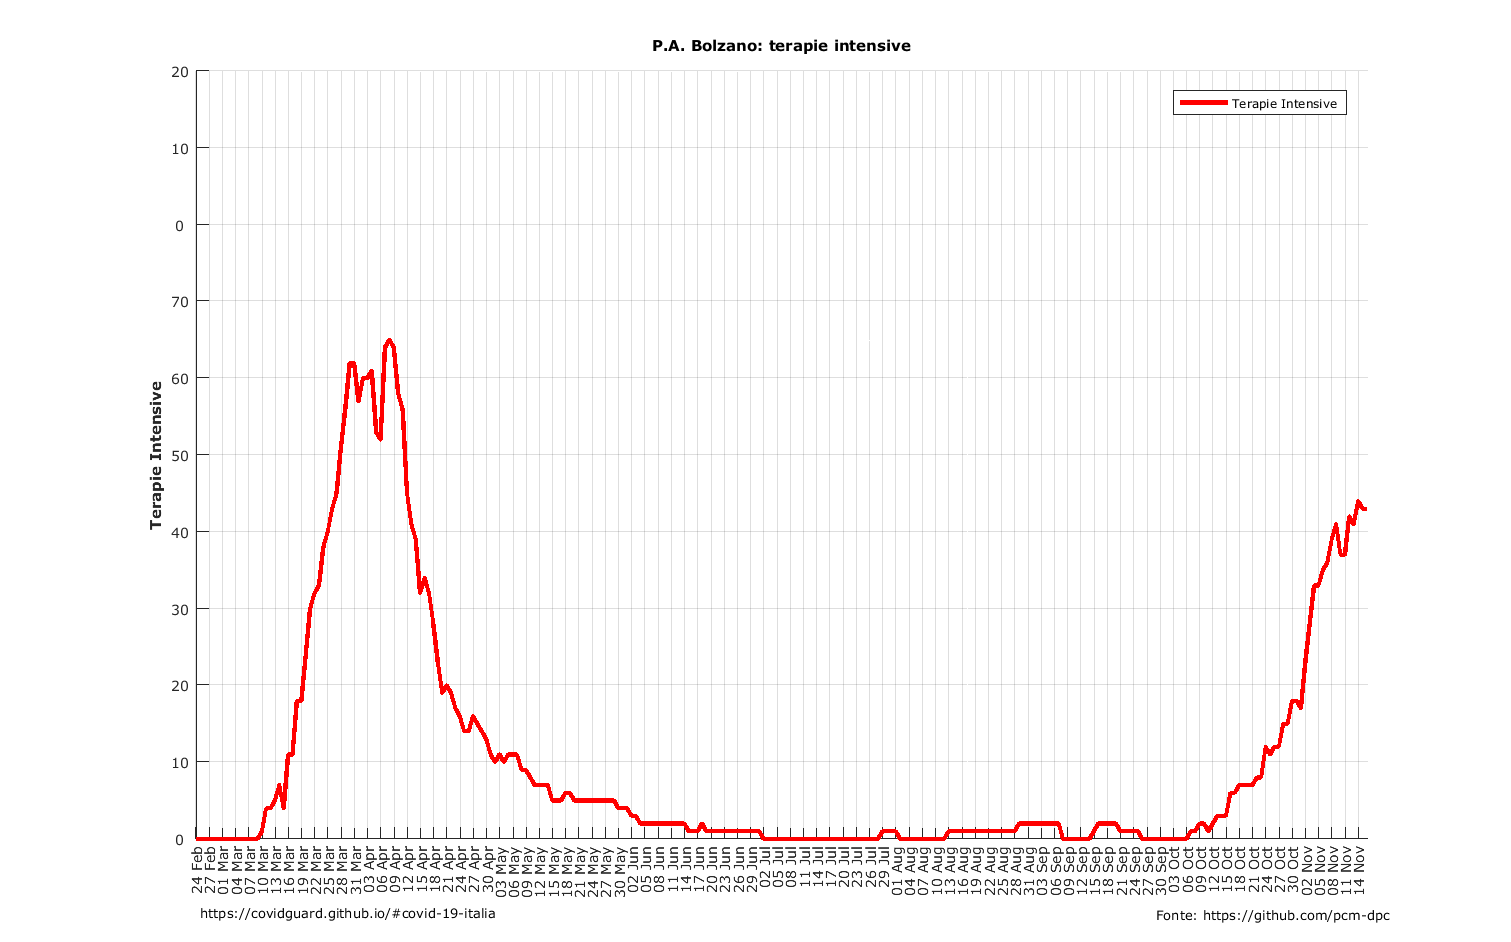 P.A. Bolzano: terapie intensive
Terapie Intensive
20
10
0
70
60
50
40
30
20
10
0
Terapie Intensive
24 Feb
27 Feb
01 Mar
04 Mar
07 Mar
10 Mar
13 Mar
16 Mar
19 Mar
22 Mar
25 Mar
28 Mar
31 Mar
03 Apr
06 Apr
09 Apr
12 Apr
15 Apr
18 Apr
21 Apr
24 Apr
27 Apr
30 Apr
03 May
06 May
09 May
12 May
15 May
18 May
21 May
24 May
27 May
30 May
02 Jun
05 Jun
08 Jun
11 Jun
14 Jun
17 Jun
20 Jun
23 Jun
26 Jun
29 Jun
02 Jul
05 Jul
08 Jul
11 Jul
14 Jul
17 Jul
20 Jul
23 Jul
26 Jul
29 Jul
01 Aug
04 Aug
07 Aug
10 Aug
13 Aug
16 Aug
19 Aug
22 Aug
25 Aug
28 Aug
31 Aug
03 Sep
06 Sep
09 Sep
12 Sep
15 Sep
18 Sep
21 Sep
24 Sep
27 Sep
30 Sep
03 Oct
06 Oct
09 Oct
12 Oct
15 Oct
18 Oct
21 Oct
24 Oct
27 Oct
30 Oct
02 Nov
05 Nov
08 Nov
11 Nov
14 Nov
https://covidguard.github.io/#covid-19-italia
Fonte: https://github.com/pcm-dpc